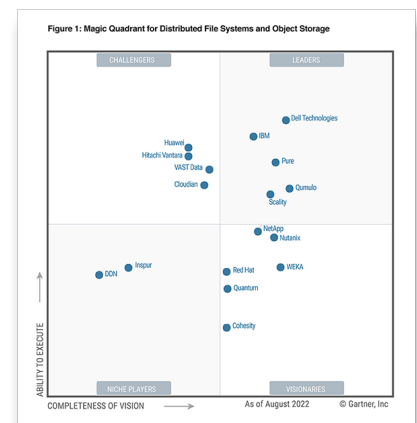 Figure 1: Magic Quadrant for Distributed File Systems and Object Storage
CHALLENGERS
LEADERS
Dell Technologies
IBM
Huawei
Hitachi Vantara
Pure
VAST Data
Cloudian
Qumulo
Scality
NetApp
Nutanix
Inspur
DDN
Red Hat
WEKA
Quantum
Cohesity
ABILITY TO EXECUTE
NICHE PLAYERS
VISIONARIES
COMPLETENESS OF VISION
As of August 2022
© Gartner, Inc